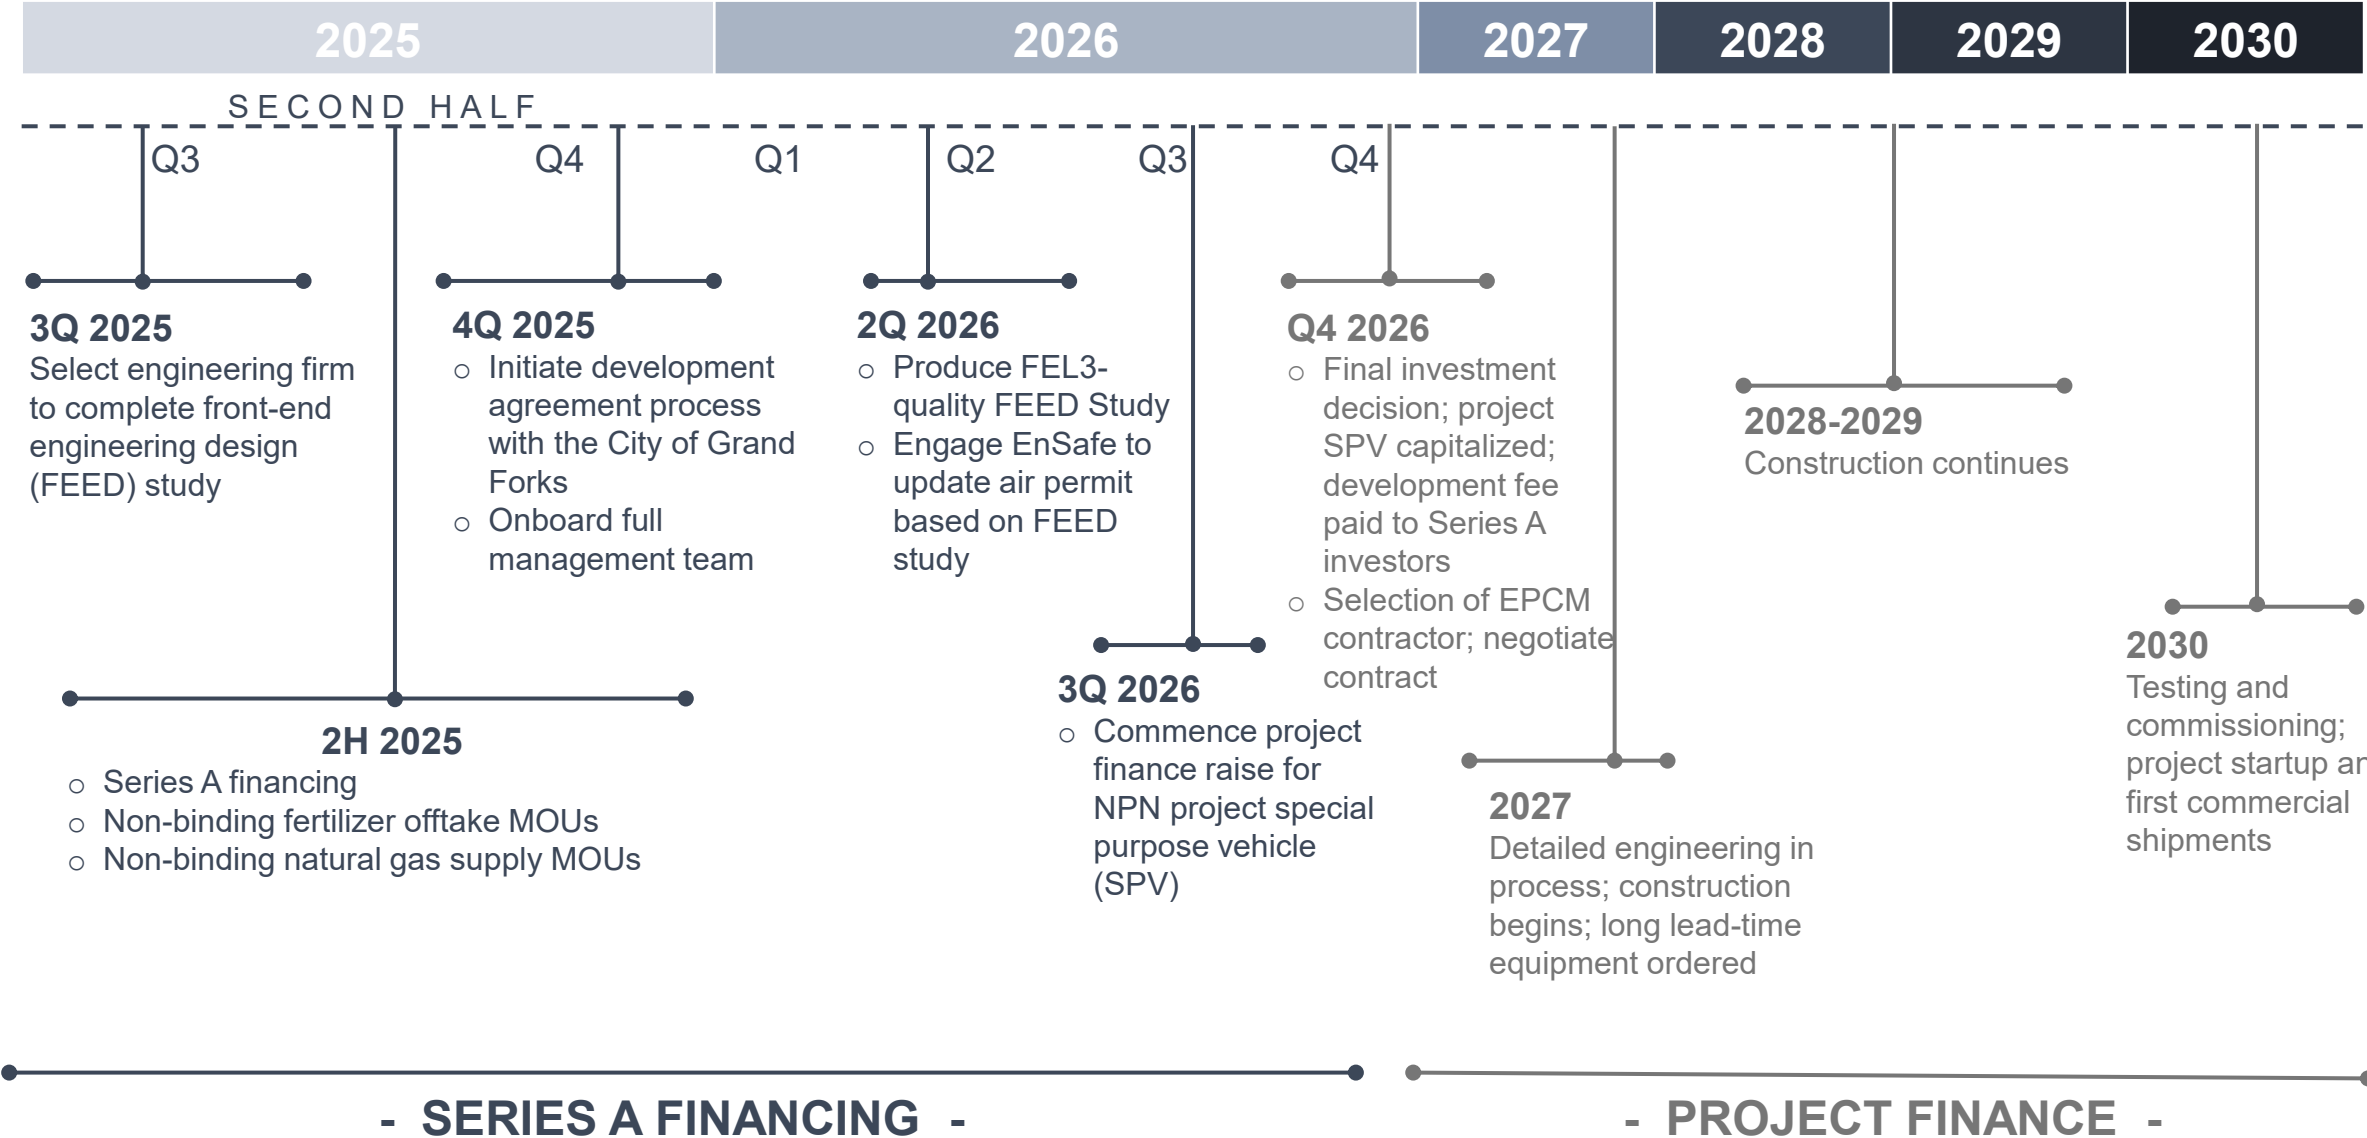 2025 2026 2027 2028 2029 2030
SECOND HALF
Q3 Q4 Q1 Q2 Q3 Q4
3Q 2025
Select engineering firm
to complete front-end
engineering design
(FEED) study
2H 2025
○ Series A financing
○ Non-binding fertilizer offtake MOUs
○ Non-binding natural gas supply MOUs
4Q 2025
○ Initiate development
agreement process
with the City of Grand
Forks
○ Onboard full
management team
2Q 2026
○ Produce FEL3-
quality FEED Study
○ Engage EnSafe to
update air permit
based on FEED
study
3Q 2026
○ Commence project
finance raise for
NPN project special
purpose vehicle
(SPV)
Q4 2026
○ Final investment
decision; project
SPV capitalized;
development fee
paid to Series A
investors
○ Selection of EPCM
contractor; negotiate
contract
2027
Detailed engineering in
process; construction
begins; long lead-time
equipment ordered
2028-2029
Construction continues
2030
Testing and
commissioning;
project startup
first commercial
shipments
- SERIES A FINANCING -
- PROJECT FINANCE -